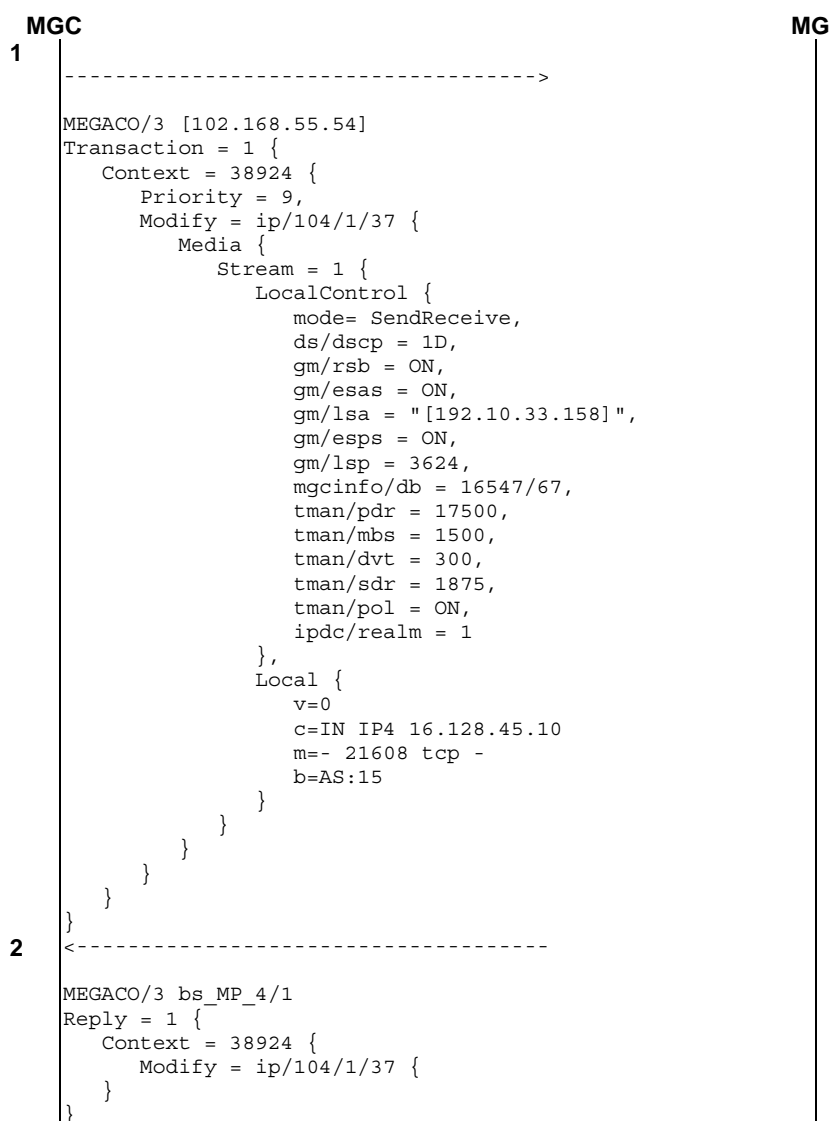 MGC MG
1
------------------------------------->
MEGACO/3 [102.168.55.54]
Transaction = 1 {
   Context = 38924 {
      Priority = 9,
      Modify = ip/104/1/37 {
         Media {
            Stream = 1 {
               LocalControl {
                  mode= SendReceive,
                  ds/dscp = 1D,
                  gm/rsb = ON,
                  gm/esas = ON,
                  gm/lsa = "[192.10.33.158]",
                  gm/esps = ON,
                  gm/lsp = 3624,
                  mgcinfo/db = 16547/67,
                  tman/pdr = 17500,
                  tman/mbs = 1500,
                  tman/dvt = 300,
                  tman/sdr = 1875,
                  tman/pol = ON,
                  ipdc/realm = 1
               },
               Local {
                  v=0
                  c=IN IP4 16.128.45.10
                  m=- 21608 tcp -
                  b=AS:15
               }
            }
         }
      }
   }
}
2 <-------------------------------------
MEGACO/3 bs_MP_4/1
Reply = 1 {
   Context = 38924 {
      Modify = ip/104/1/37 {
   }
}